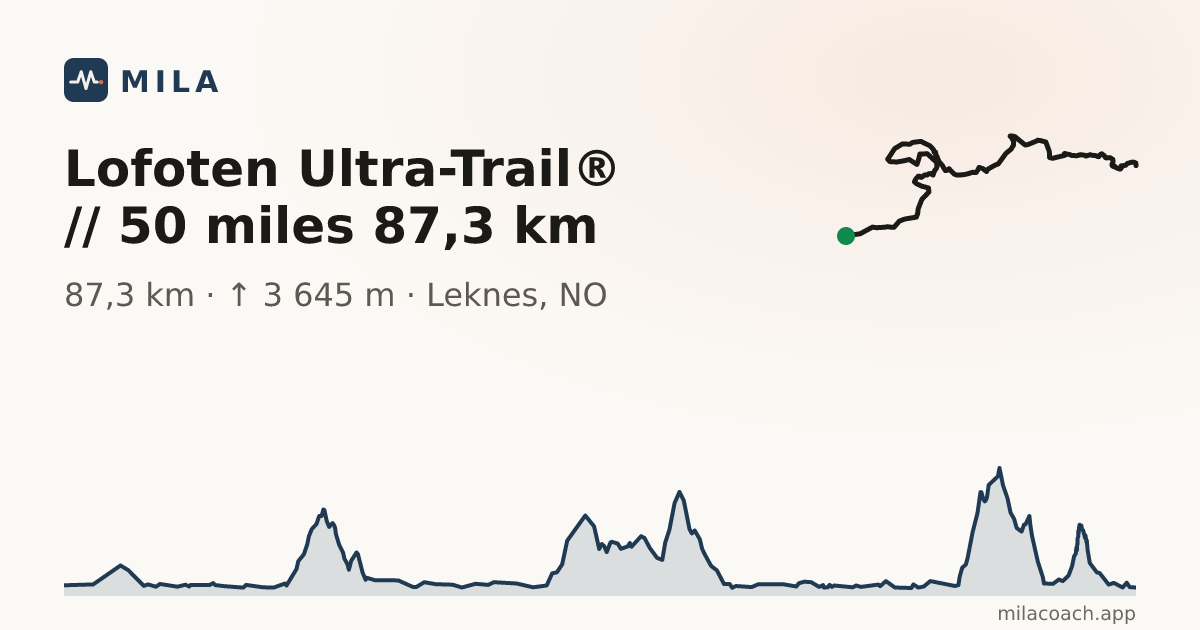 MILA
Lofoten Ultra-Trail®
// 50 miles 87,3 km
87,3 km · ↑ 3 645 m · Leknes, NO
milacoach.app